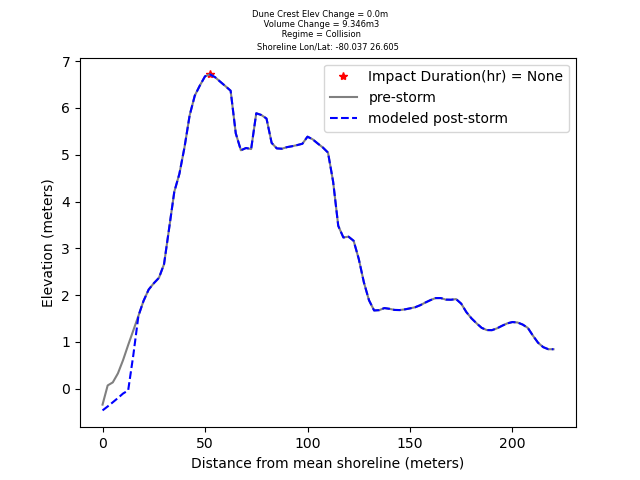 Dune Crest Elev Change = 0.0m
Volume Change = 9.346m3
Regime = Collision
Shoreline Lon/Lat: -80.037 26.605
Impact Duration(hr) = None
pre-storm
modeled post-storm
7
6
5
4
3
2
1
0
Elevation (meters)
0 50 100 150 200
Distance from mean shoreline (meters)